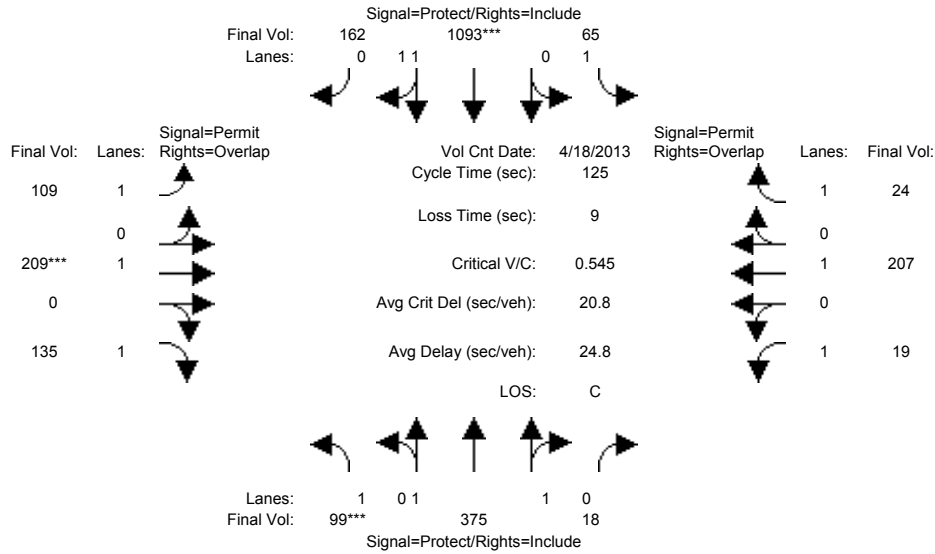 Signal=Protect/Rights=Include
Final Vol: 162 1093*** 65
Lanes: 0 1 1 0 1
Signal=Permit
Final Vol: Lanes: Rights=Overlap
Vol Cnt Date: 4/18/2013
Signal=Permit
Rights=Overlap Lanes: Final Vol:
Cycle Time (sec): 125
109 1
1 24
Loss Time (sec): 9
0
0
209*** 1
Critical V/C: 0.545
1 207
0 0
Avg Crit Del (sec/veh): 20.8
0
135 1
Avg Delay (sec/veh): 24.8
1 19
LOS: C
Lanes: 1 0 1 1 0
Final Vol: 99*** 375 18
Signal=Protect/Rights=Include